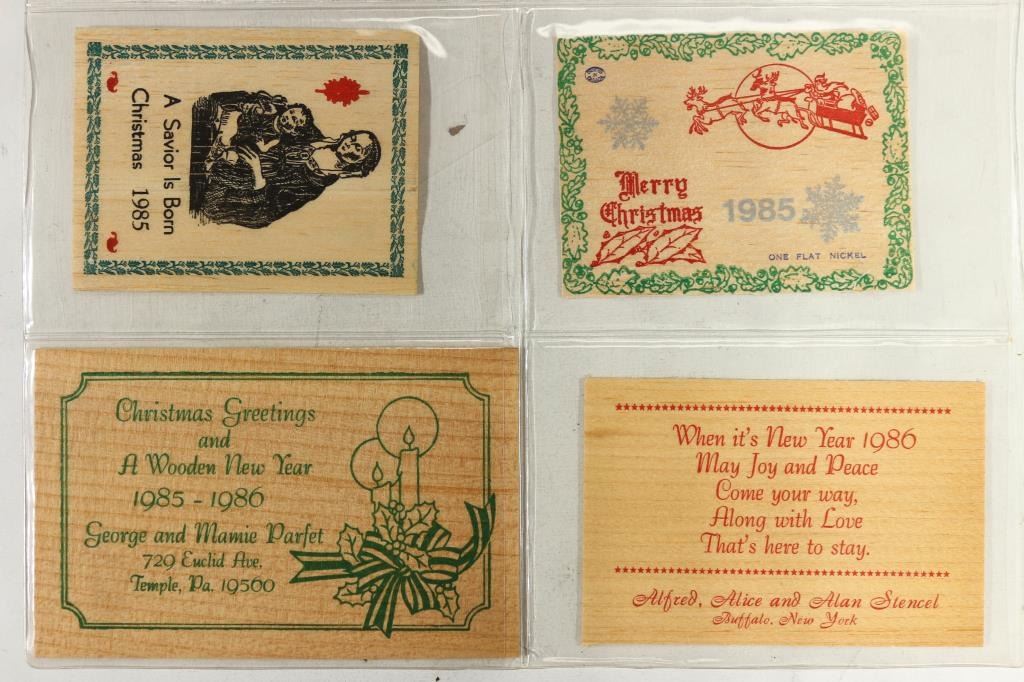 A Savior Is Born
Christmas 1985
Merry
Christmas
1985
ONE FLAT NICKEL
Christmas Greetings
and
A Wooden New Year
1985 - 1986
George and Mamie Parfet
729 Euclid Ave.
Temple, Pa. 19560
When it's New Year 1986
May Joy and Peace
Come your way,
Along with Love
That's here to stay.
Alfred, Alice and Alan Stencel
Buffalo, New York